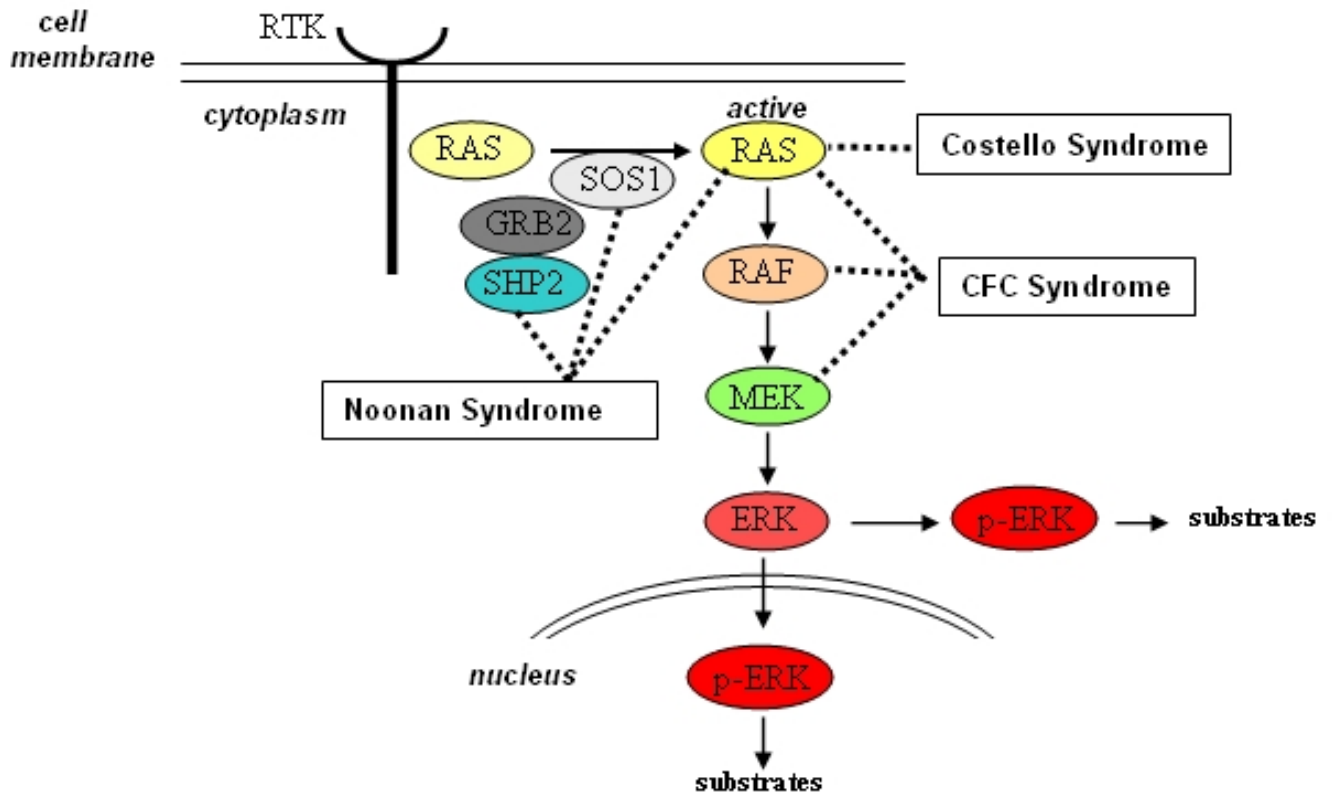 cell
membrane
RTK
cytoplasm
active
RAS
RAS
Costello Syndrome
SOS1
GRB2
SHP2
RAF
CFC Syndrome
MEK
Noonan Syndrome
ERK
p-ERK
substrates
nucleus
p-ERK
substrates